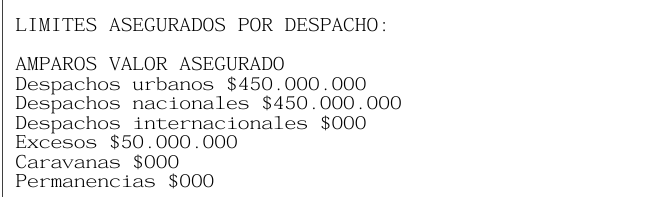 LIMITES ASEGURADOS POR DESPACHO:
AMPAROS VALOR ASEGURADO
Despachos urbanos $450.000.000
Despachos nacionales $450.000.000
Despachos internacionales $000
Excesos $50.000.000
Caravanas $000
Permanencias $000